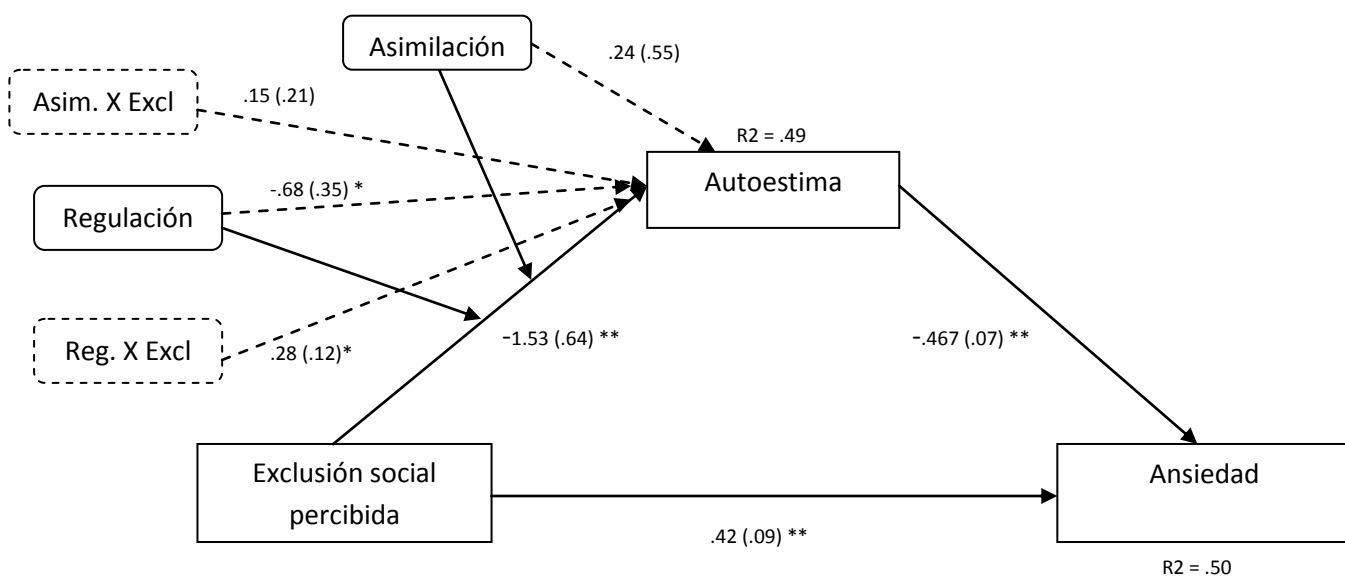 Asimilación
.24 (.55)
Asim. X Excl
.15 (.21)
R2 = .49
Autoestima
-.68 (.35) *
Regulación
Reg. X Excl
.28 (.12)*
-1.53 (.64) **
-.467 (.07) **
Exclusión social
percibida
Ansiedad
.42 (.09) **
R2 = .50